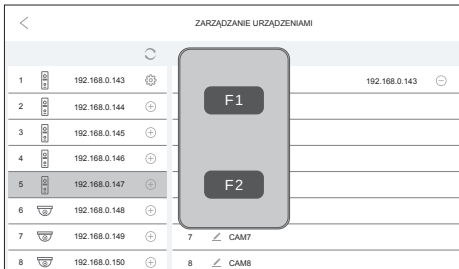 ZARZĄDZANIE URZĄDZENIAMI
1 192.168.0.143 192.168.0.143
2 192.168.0.144
F1
3 192.168.0.145
4 192.168.0.146
5 192.168.0.147
F2
6 192.168.0.148
7 192.168.0.149 7 CAM7
8 192.168.0.150 8 CAM8